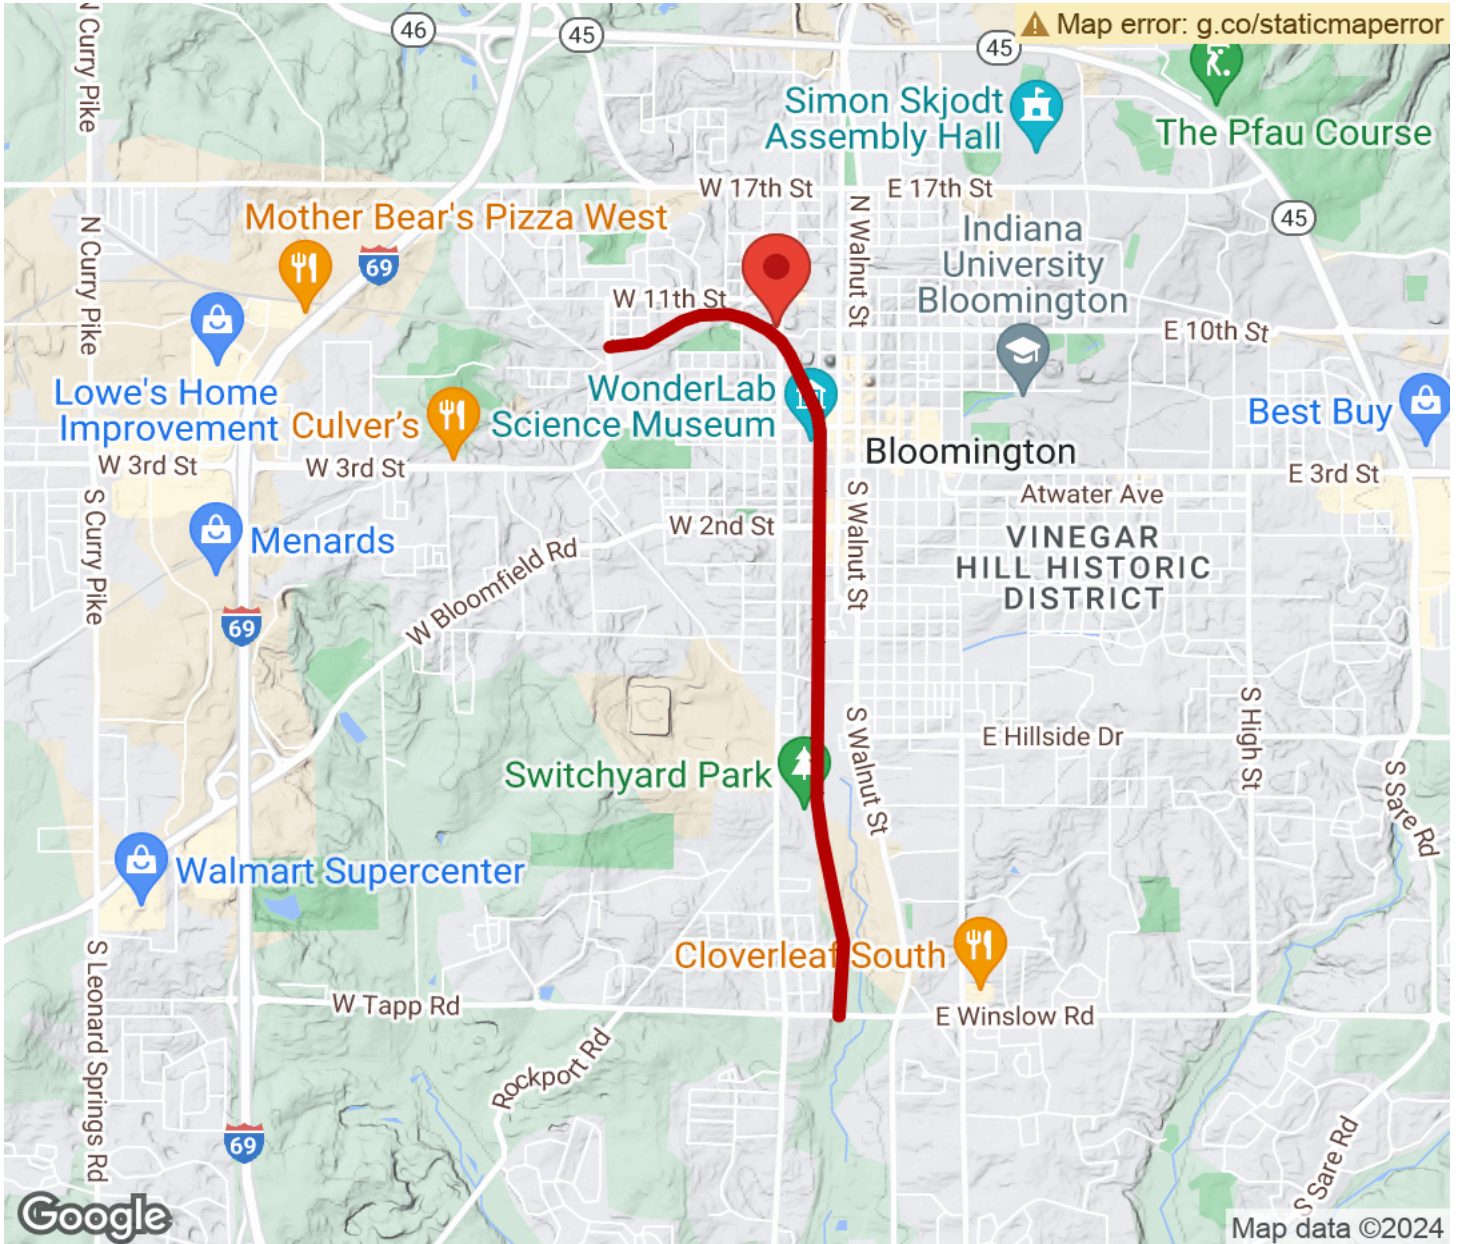 N Curry Pike
46
45
45
Map error: g.co/staticmaperror
Simon Skjodt
Assembly Hall
The Pfau Course
W 17th St
E 17th St
N Curry Pike
Mother Bear's Pizza West
N Walnut St
Indiana
University
Bloomington
45
69
W 11th St
E 10th St
Lowe's Home
Improvement
Culver's
WonderLab
Science Museum
Best Buy
Bloomington
W 3rd St
W 3rd St
E 3rd St
Atwater Ave
S Curry Pike
S Walnut St
W 2nd St
Menards
VINEGAR
HILL HISTORIC
DISTRICT
W Bloomfield Rd
69
S High St
S Walnut St
E Hillside Dr
Switchyard Park
S Sare Rd
Walmart Supercenter
Cloverleaf South
S Leonard Springs Rd
W Tapp Rd
E Winslow Rd
Rockport Rd
69
S Sare Rd
Google
Map data ©2024